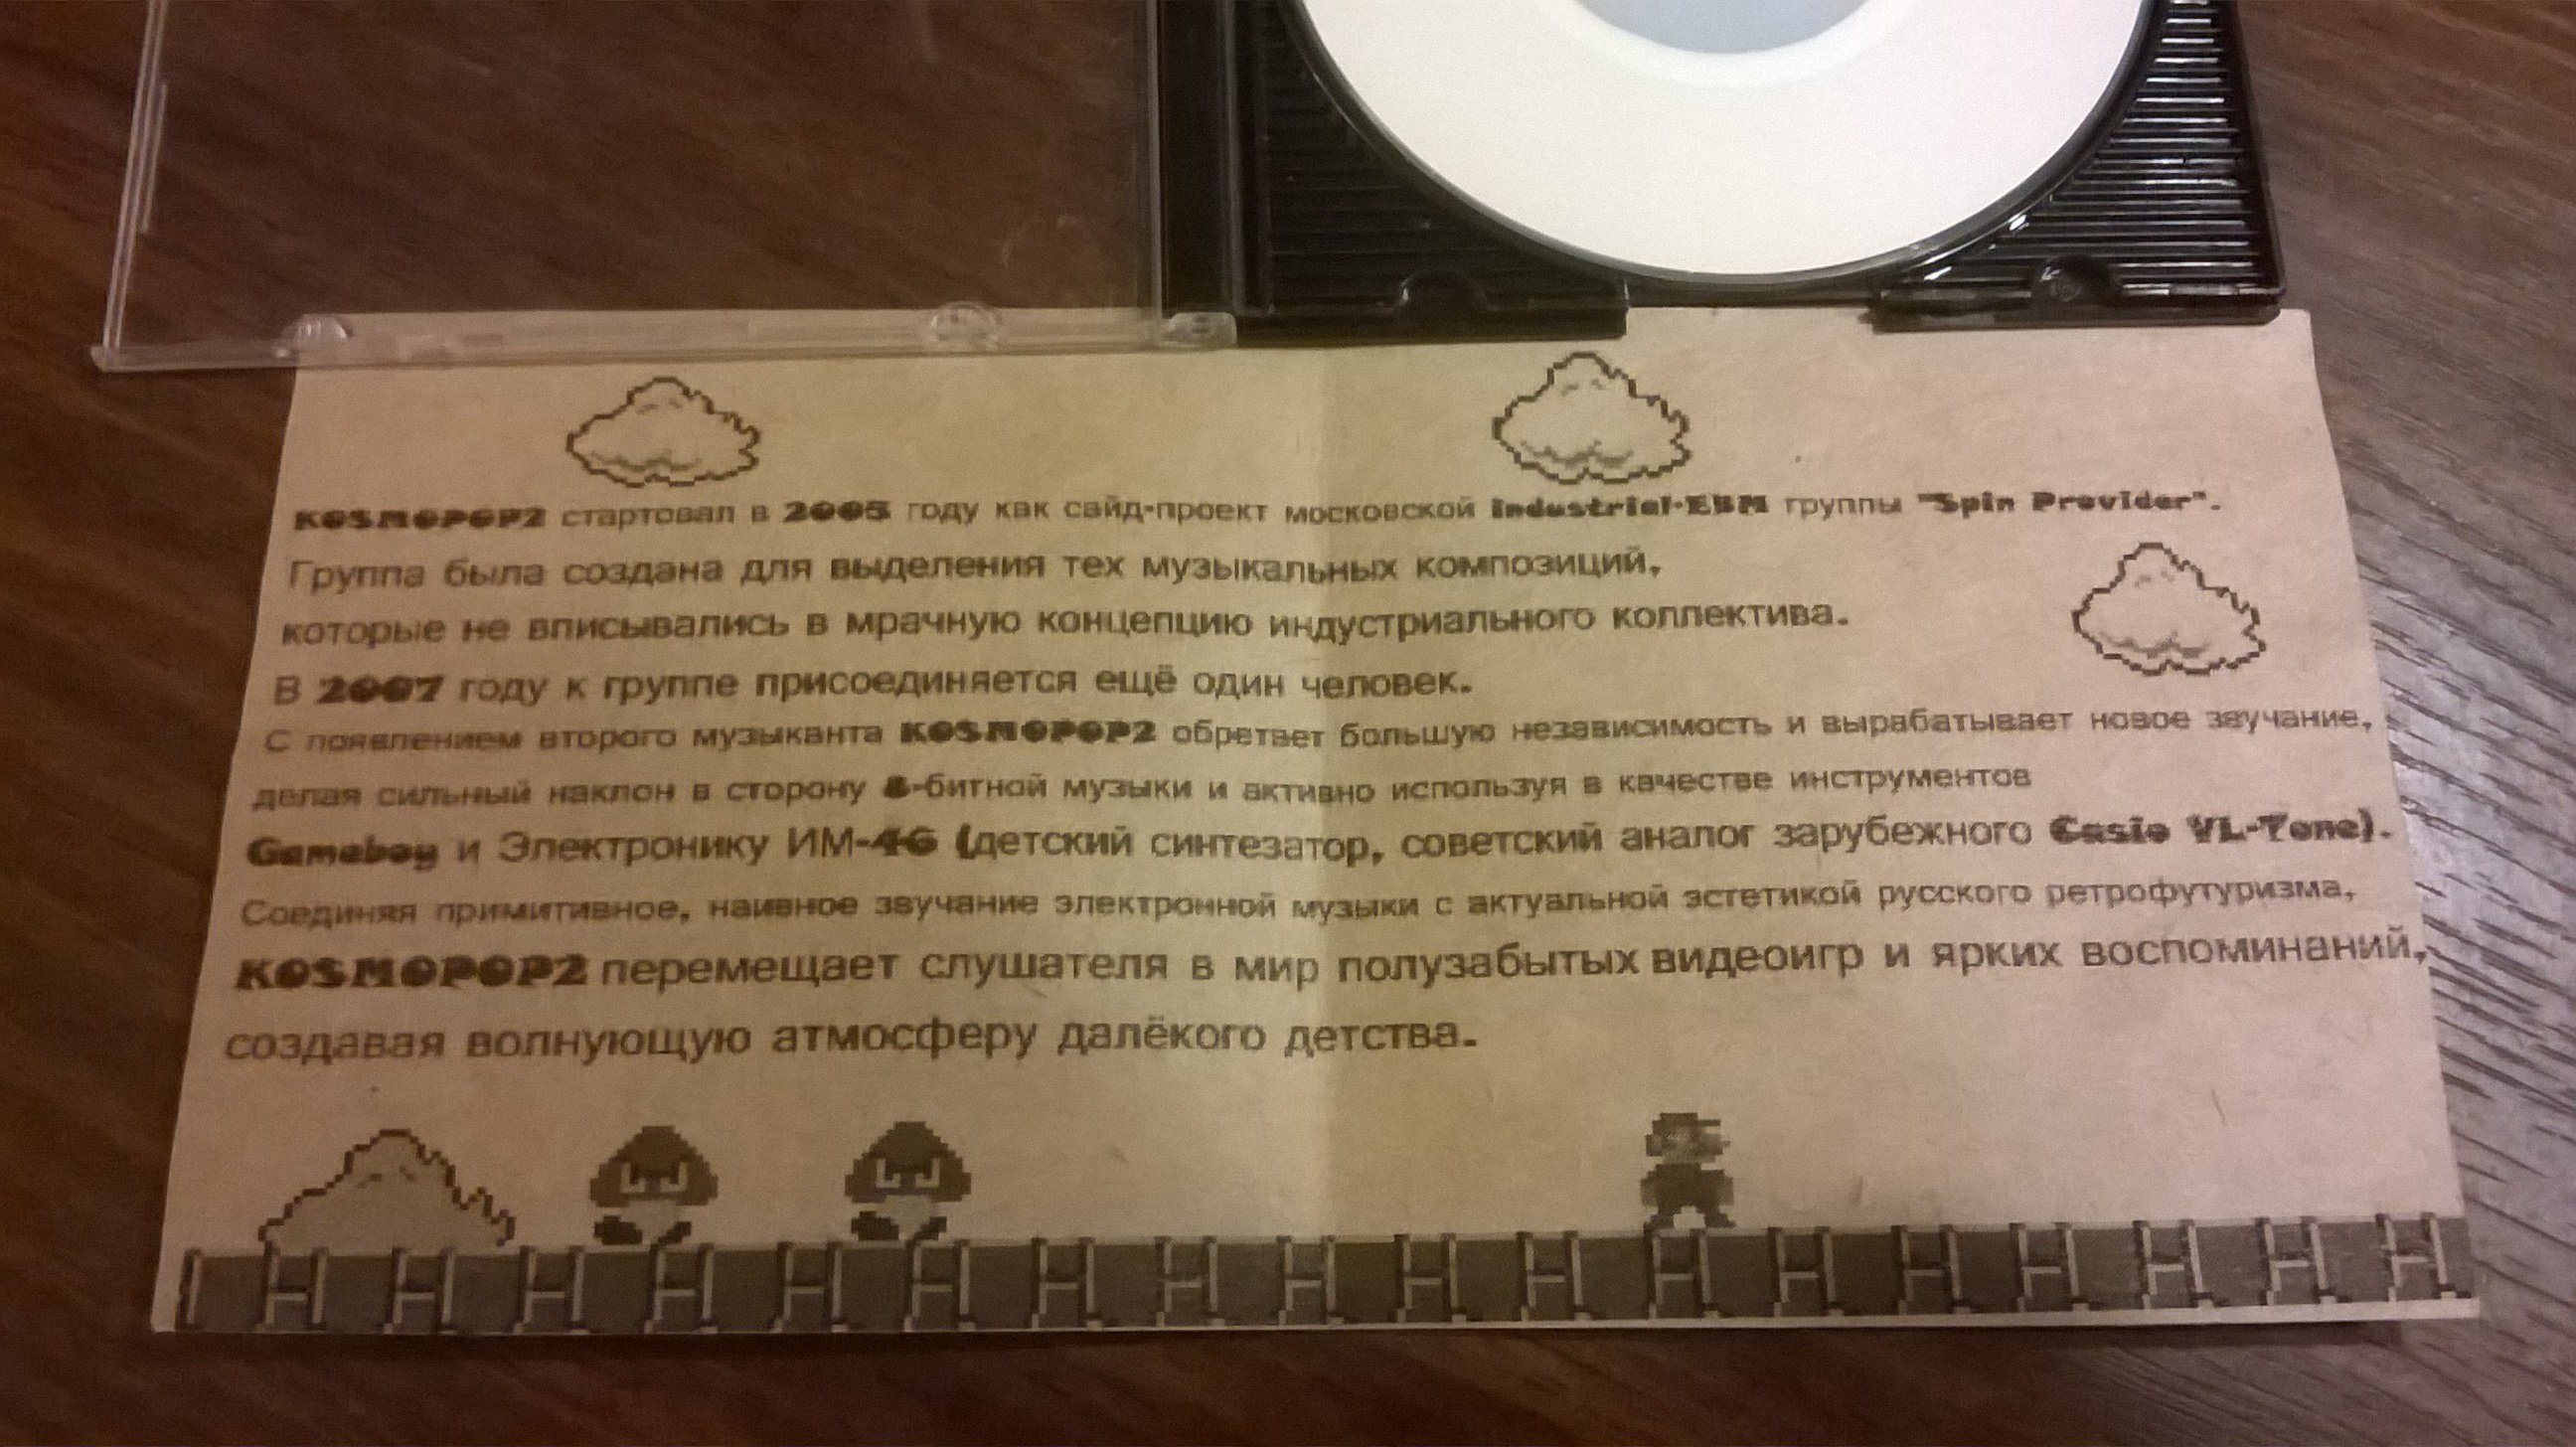 KOSMOPOP2 стартовал в 2005 году как сайд-проект московской industrial-EBM группы "Spin Provider".
Группа была создана для выделения тех музыкальных композиций,
которые не вписывались в мрачную концепцию индустриального коллектива.
В 2007 году к группе присоединяется ещё один человек.
С появлением второго музыканта KOSMOPOP2 обретает большую независимость и вырабатывает новое звучание,
делая сильный наклон в сторону 8-битной музыки и активно используя в качестве инструментов
Gameboy и Электронику ИМ-46 (детский синтезатор, советский аналог зарубежного Casio VL-Tone).
Соединяя примитивное, наивное звучание электронной музыки с актуальной эстетикой русского ретрофутуризма,
KOSMOPOP2 перемещает слушателя в мир полузабытых видеоигр и ярких воспоминаний,
создавая волнующую атмосферу далёкого детства.